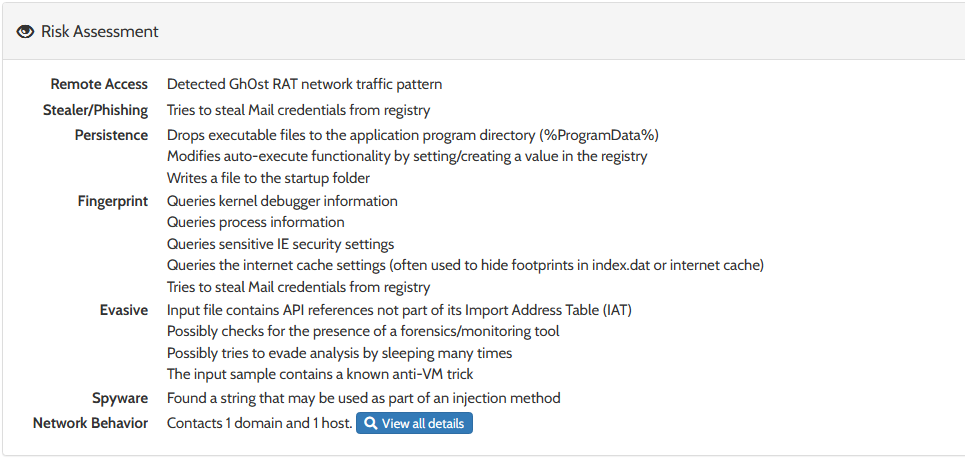 Risk Assessment
Remote Access Detected Gh0st RAT network traffic pattern
Stealer/Phishing Tries to steal Mail credentials from registry
Persistence Drops executable files to the application program directory (%ProgramData%)
Modifies auto-execute functionality by setting/creating a value in the registry
Writes a file to the startup folder
Fingerprint Queries kernel debugger information
Queries process information
Queries sensitive IE security settings
Queries the internet cache settings (often used to hide footprints in index.dat or internet cache)
Tries to steal Mail credentials from registry
Evasive Input file contains API references not part of its Import Address Table (IAT)
Possibly checks for the presence of a forensics/monitoring tool
Possibly tries to evade analysis by sleeping many times
The input sample contains a known anti-VM trick
Spyware Found a string that may be used as part of an injection method
Network Behavior Contacts 1 domain and 1 host. View all details